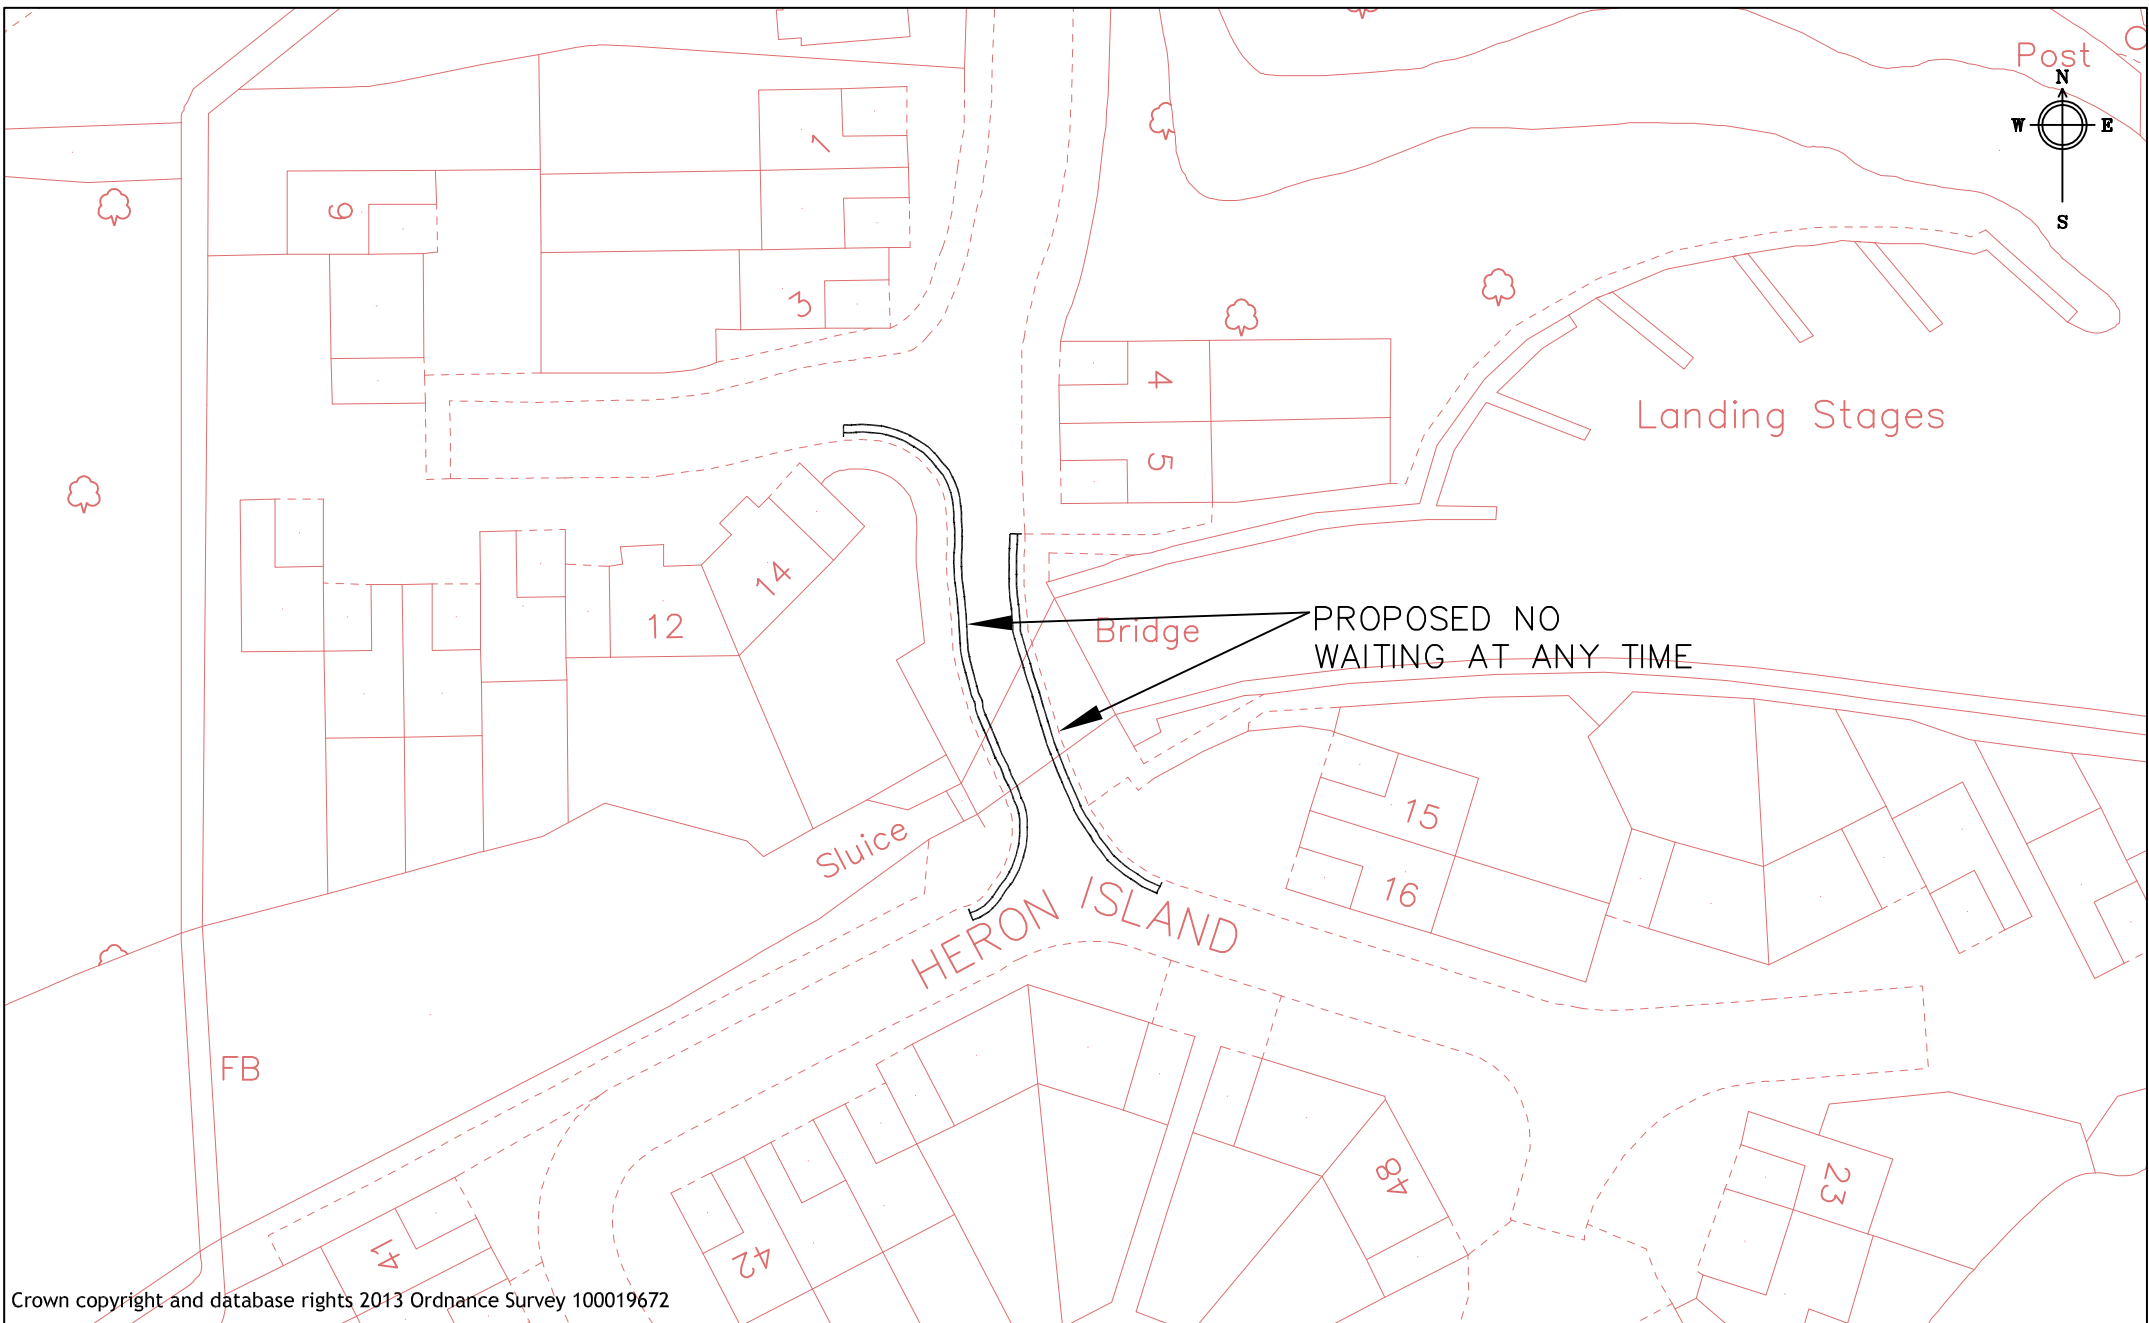 Post
N
W E
S
1
9
3
4
Landing Stages
5
14
12
PROPOSED NO
WAITING AT ANY TIME
Bridge
15
Sluice
16
HERON ISLAND
FB
48
23
41
42
Crown copyright and database rights 2013 Ordnance Survey 100019672